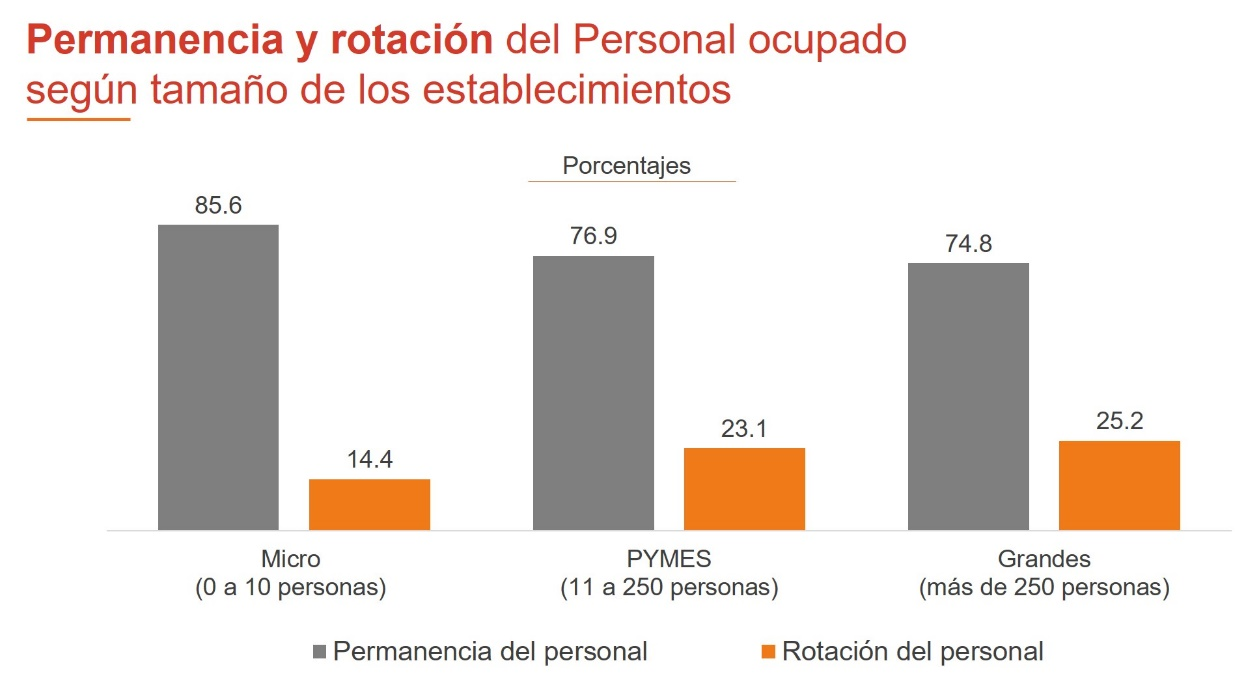 Permanencia y rotación del Personal ocupado
según tamaño de los establecimientos
Porcentajes
85.6
14.4
76.9
23.1
74.8
25.2
Micro
(0 a 10 personas)
PYMES
(11 a 250 personas)
Grandes
(más de 250 personas)
Permanencia del personal
Rotación del personal